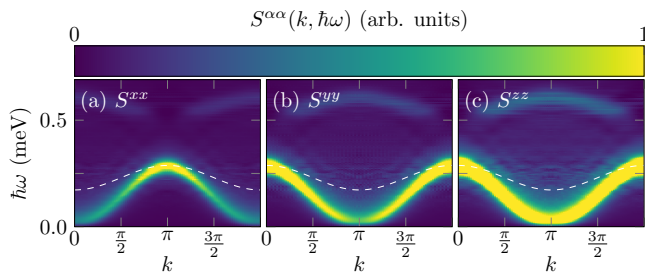 S^{αα}(k, ħω) (arb. units)
0 1
(a) S^{xx} (b) S^{yy} (c) S^{zz}
ħω (meV)
0.5
0.0
0 π/2 π 3π/2 0 π/2 π 3π/2 0 π/2 π 3π/2
k k k